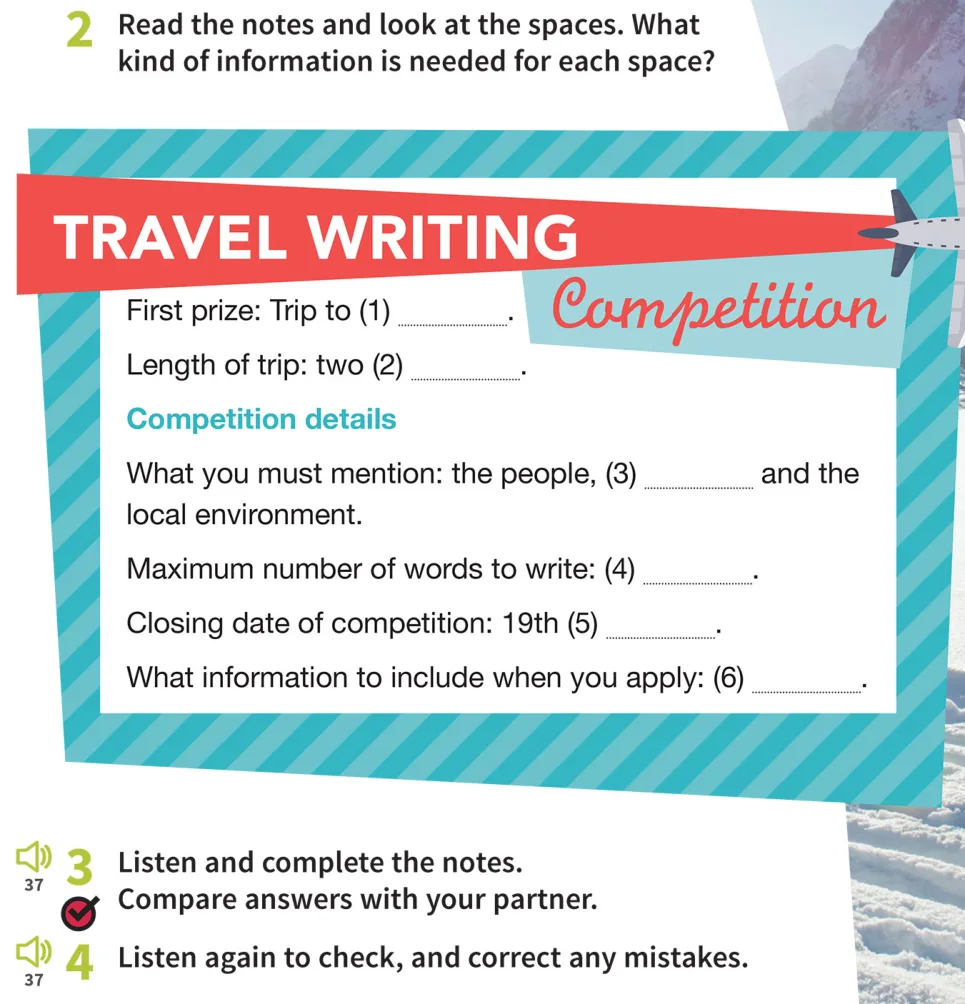 2 Read the notes and look at the spaces. What
kind of information is needed for each space?
TRAVEL WRITING
Competition
First prize: Trip to (1) .................... .
Length of trip: two (2) .................... .
Competition details
What you must mention: the people, (3) .................... and the
local environment.
Maximum number of words to write: (4) .................... .
Closing date of competition: 19th (5) .................... .
What information to include when you apply: (6) .................... .
37 3 Listen and complete the notes.
Compare answers with your partner.
37 4 Listen again to check, and correct any mistakes.